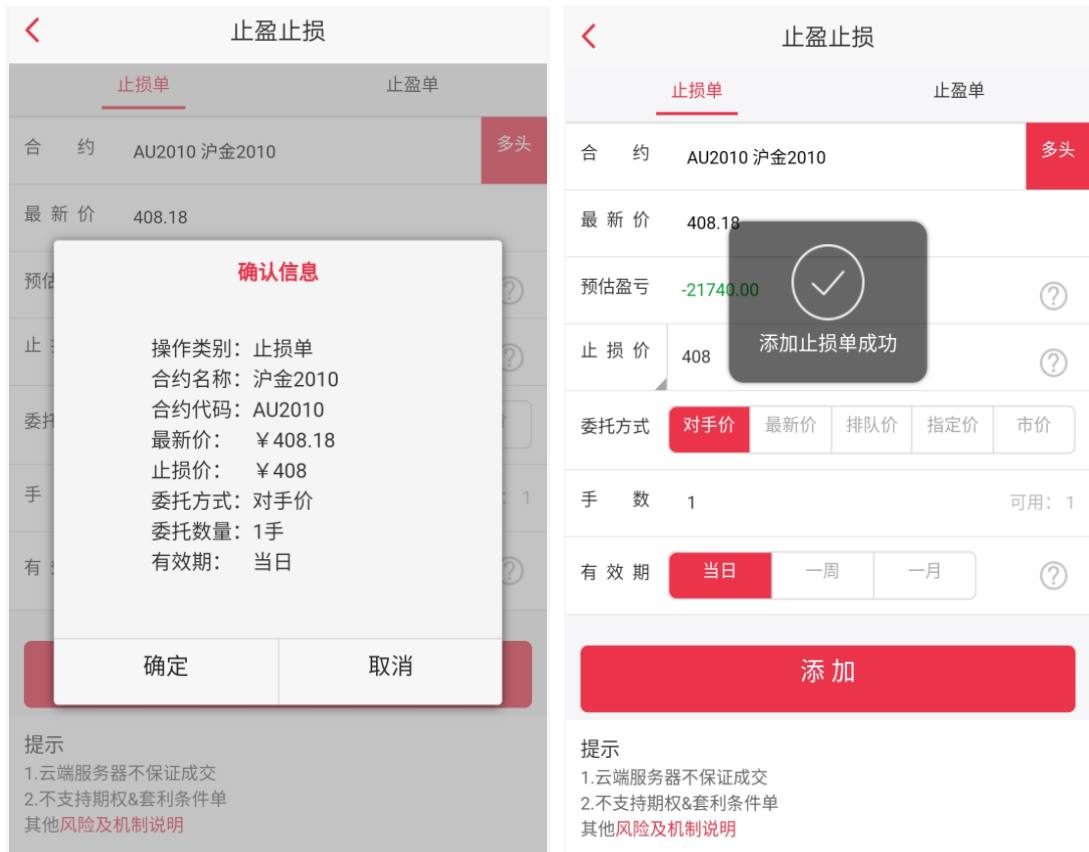 止盈止损
止损单 止盈单
合 约 AU2010 沪金2010 多头
最 新 价 408.18
预估
止
委托
手 : 1
有
确认信息
操作类别：止损单
合约名称：沪金2010
合约代码：AU2010
最新价： ￥408.18
止损价： ￥408
委托方式：对手价
委托数量：1手
有效期： 当日
确定 取消
提示
1.云端服务器不保证成交
2.不支持期权&套利条件单
其他风险及机制说明
止盈止损
止损单 止盈单
合 约 AU2010 沪金2010 多头
最 新 价 408.18
预估盈亏 -21740.00
止 损 价 408
添加止损单成功
委托方式 对手价 最新价 排队价 指定价 市价
手 数 1 可用：1
有 效 期 当日 一周 一月
添 加
提示
1.云端服务器不保证成交
2.不支持期权&套利条件单
其他风险及机制说明